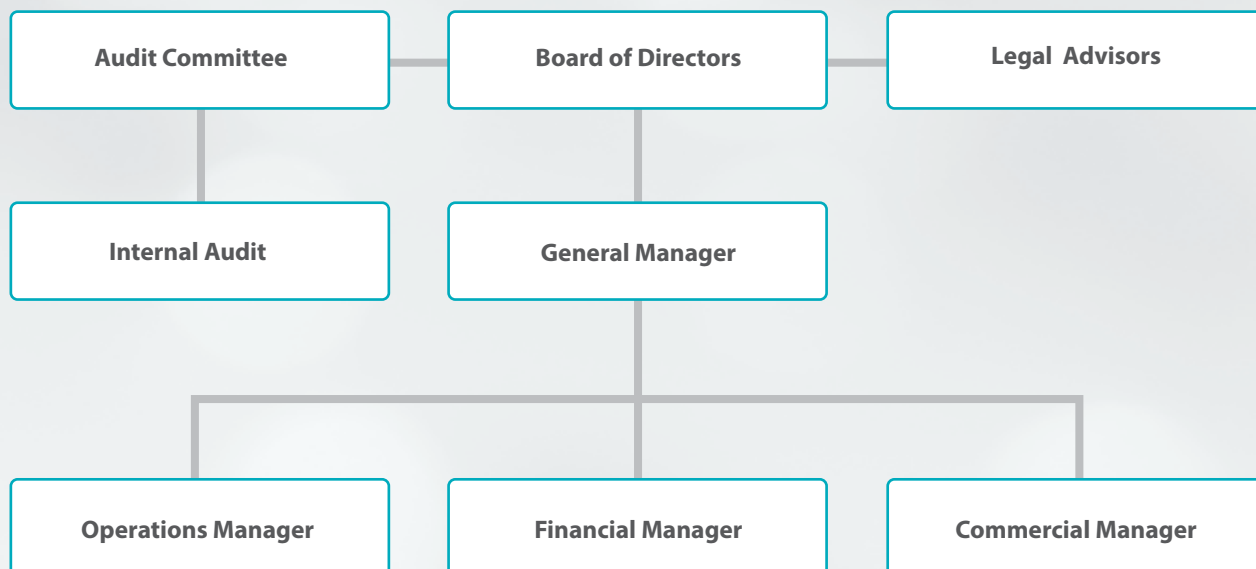 Audit Committee
Board of Directors
Legal Advisors
Internal Audit
General Manager
Operations Manager
Financial Manager
Commercial Manager